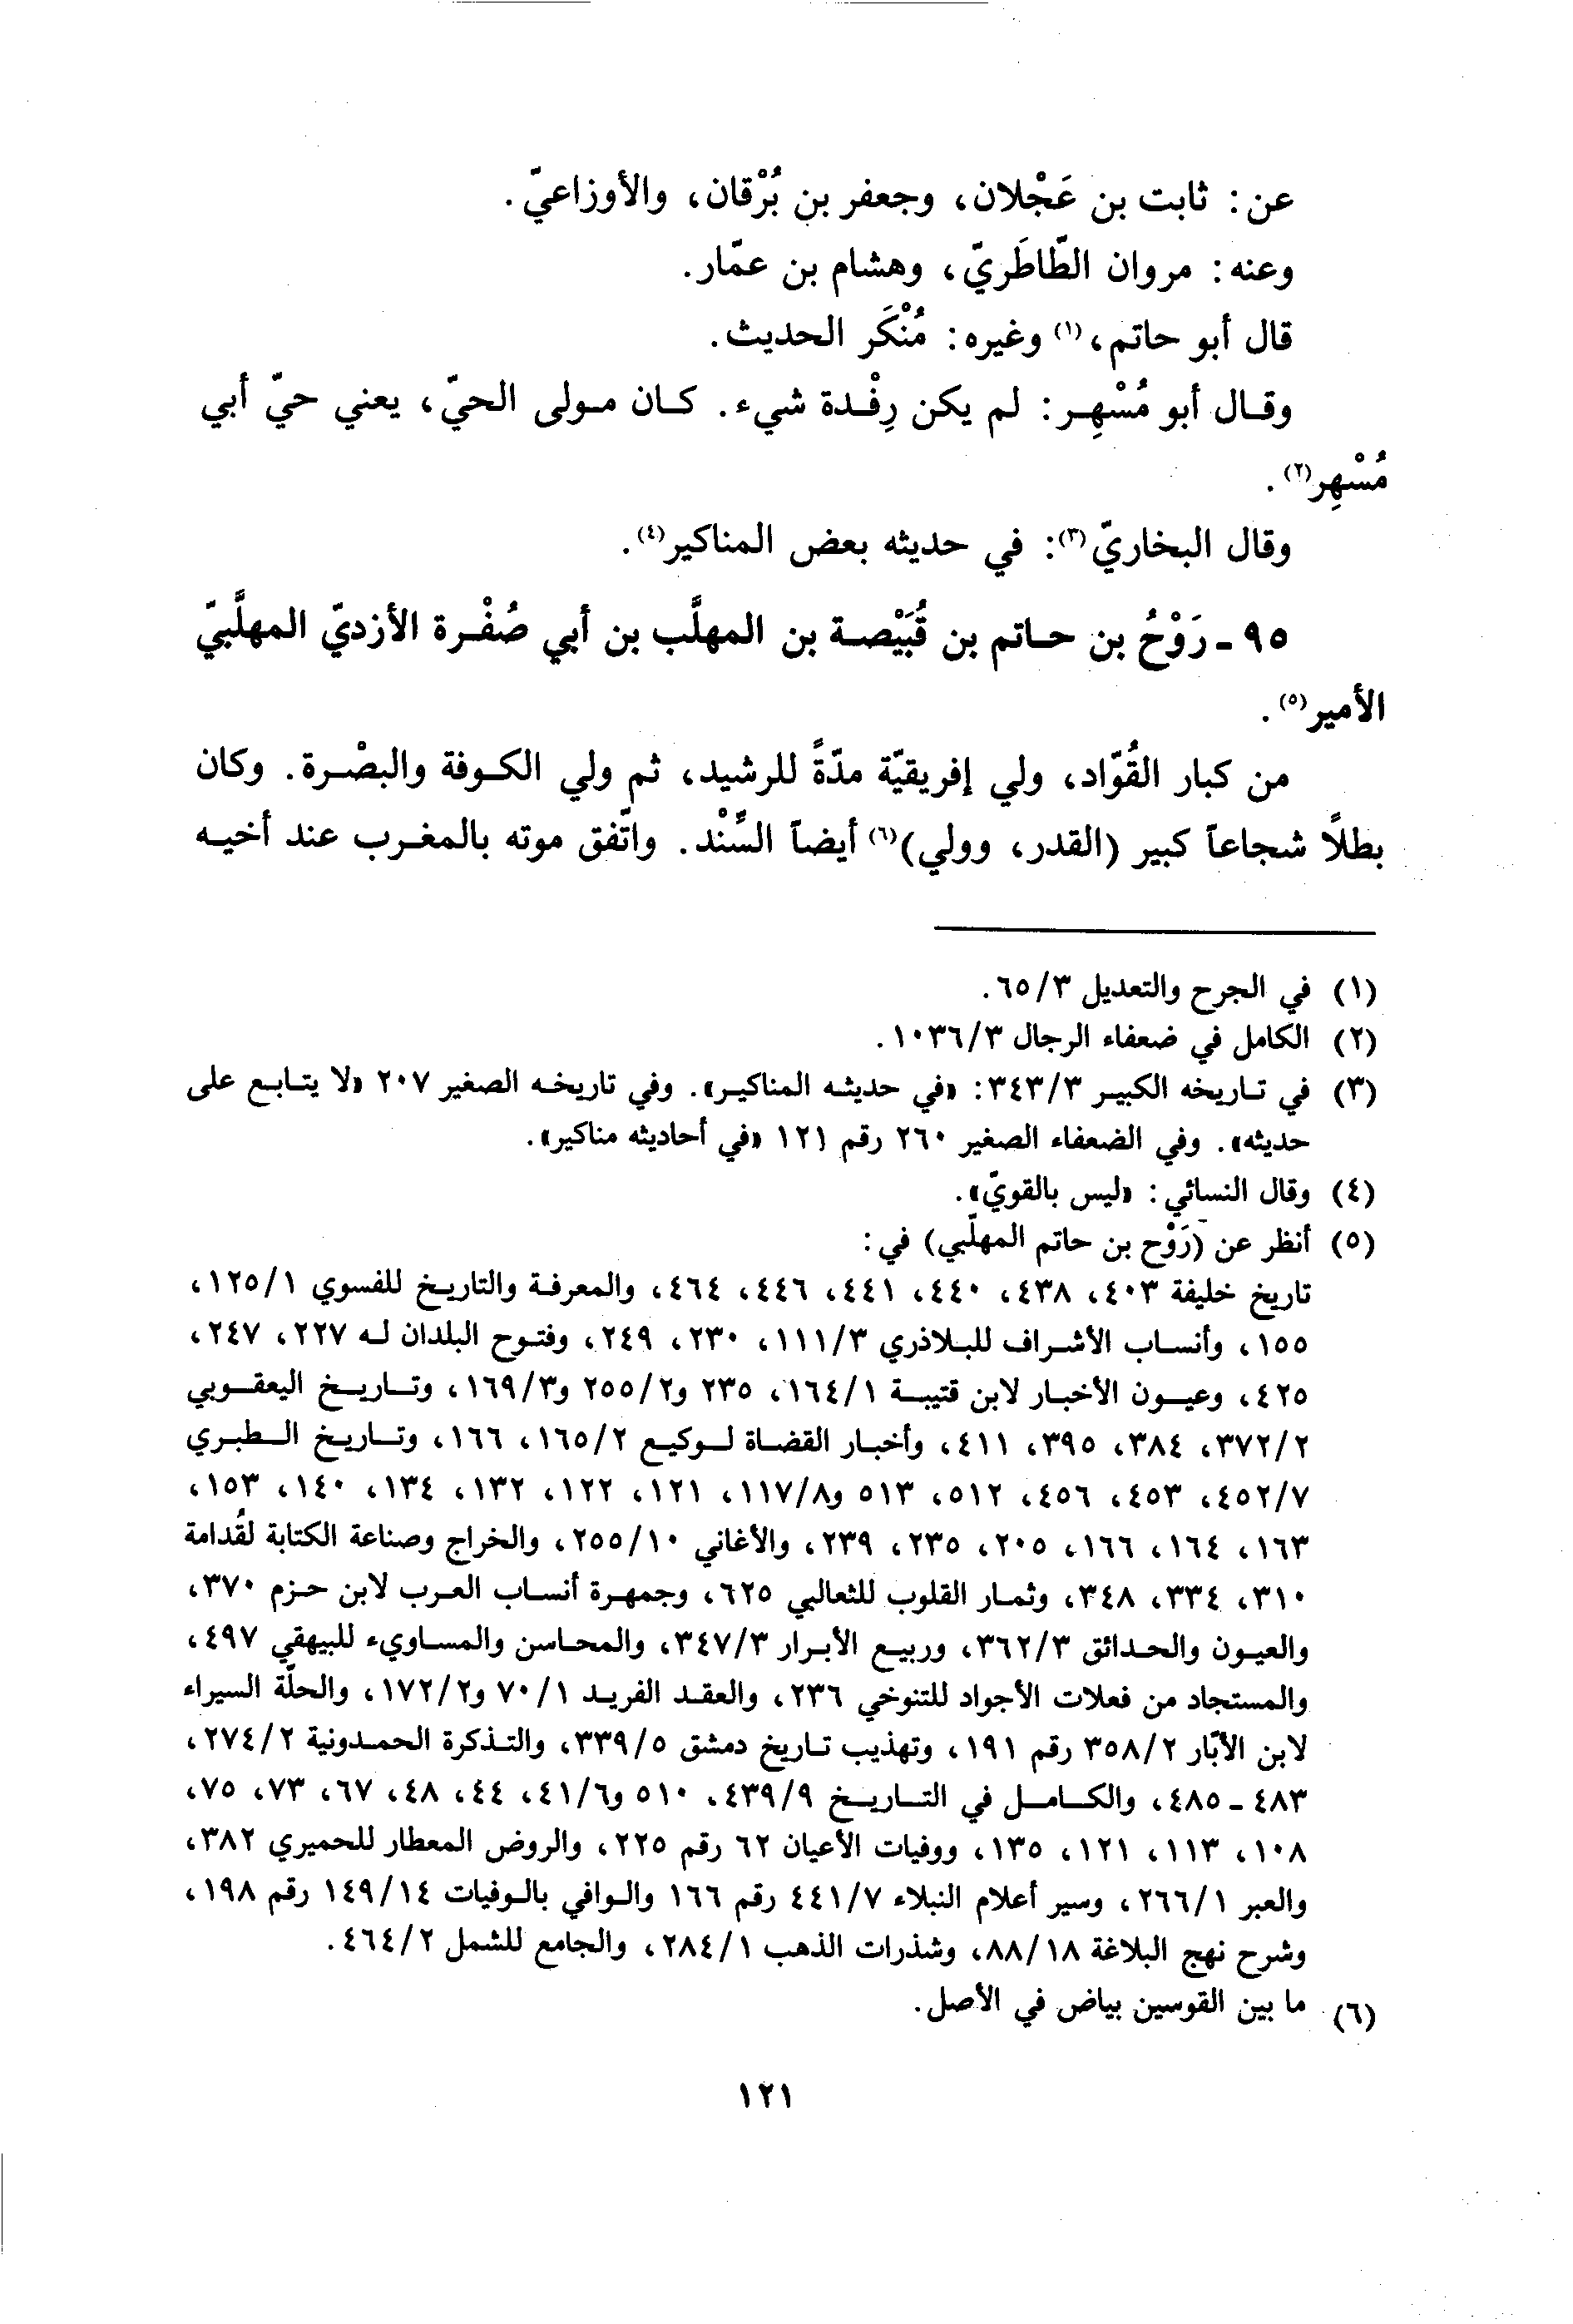 عن: ثابت بن عَجْلان، وجعفر بن بُرْقان، والأوزاعيّ.
وعنه: مروان الطّاطَريّ، وهشام بن عمّار.
قال أبو حاتم،(١) وغيره: مُنْكَر الحديث.
وقال أبو مُسْهِر: لم يكن رِفْدة شيء. كان مولى الحيّ، يعني حيّ أبي
مُسْهِر(٢).
وقال البخاريّ(٣): في حديثه بعض المناكير(٤).
٩٥ - رَوْحُ بن حاتم بن قُبَيْصة بن المهلَّب بن أبي صُفْرة الأزديّ المهلَّبيّ
الأمير(٥).
من كبار القُوّاد، ولي إفريقيّة مدّةً للرشيد، ثم ولي الكوفة والبصْرة. وكان
بطلاً شجاعاً كبير (القدر، وولي)(٦) أيضاً السِّنْد. واتّفق موته بالمغرب عند أخيه
(١) في الجرح والتعديل ٦٥/٣.
(٢) الكامل في ضعفاء الرجال ١٠٣٦/٣.
(٣) في تاريخه الكبير ٣٤٣/٣: «في حديثه المناكير». وفي تاريخه الصغير ٢٠٧ «لا يتابع على
حديثه». وفي الضعفاء الصغير ٢٦٠ رقم ١٢١ «في أحاديثه مناكير».
(٤) وقال النسائي: «ليس بالقويّ».
(٥) أنظر عن (رَوْح بن حاتم المهلّبي) في:
تاريخ خليفة ٤٠٣، ٤٣٨، ٤٤٠، ٤٤١، ٤٤٦، ٤٦٤، والمعرفة والتاريخ للفسوي ١٢٥/١،
١٥٥، وأنساب الأشراف للبلاذري ١١١/٣، ٢٣٠، ٢٤٩، وفتوح البلدان له ٢٢٧، ٢٤٧،
٤٢٥، وعيون الأخبار لابن قتيبة ١٦٤/١، ٢٣٥ و٢٥٥/٢ و١٦٩/٣، وتاريخ اليعقوبي
٣٧٢/٢، ٣٨٤، ٣٩٥، ٤١١، وأخبار القضاة لوكيع ١٦٥/٢، ١٦٦، وتاريخ الطبري
٤٥٢/٧، ٤٥٣، ٤٥٦، ٥١٢، ٥١٣ و١١٧/٨، ١٢١، ١٢٢، ١٣٢، ١٣٤، ١٤٠، ١٥٣،
١٦٣، ١٦٤، ١٦٦، ٢٠٥، ٢٣٥، ٢٣٩، والأغاني ٢٥٥/١٠، والخراج وصناعة الكتابة لقُدامة
٣١٠، ٣٣٤، ٣٤٨، وثمار القلوب للثعالبي ٦٢٥، وجمهرة أنساب العرب لابن حزم ٣٧٠،
والعيون والحدائق ٣٦٢/٣، وربيع الأبرار ٣٤٧/٣، والمحاسن والمساويء للبيهقي ٤٩٧،
والمستجاد من فعلات الأجواد للتنوخي ٢٣٦، والعقد الفريد ٧٠/١ و١٧٢/٢، والحلّة السيراء
لابن الأبّار ٣٥٨/٢ رقم ١٩١، وتهذيب تاريخ دمشق ٣٣٩/٥، والتذكرة الحمدونية ٢٧٤/٢،
٤٨٣ - ٤٨٥، والكامل في التاريخ ٤٣٩/٩، ٥١٠ و٤١/٦، ٤٤، ٤٨، ٦٧، ٧٣، ٧٥،
١٠٨، ١١٣، ١٢١، ١٣٥، ووفيات الأعيان ٦٢ رقم ٢٢٥، والروض المعطار للحميري ٣٨٢،
والعبر ٢٦٦/١، وسير أعلام النبلاء ٤٤١/٧ رقم ١٦٦ والوافي بالوفيات ١٤٩/١٤ رقم ١٩٨،
وشرح نهج البلاغة ٨٨/١٨، وشذرات الذهب ٢٨٤/١، والجامع للشمل ٤٦٤/٢.
(٦) ما بين القوسين بياض في الأصل.
١٢١